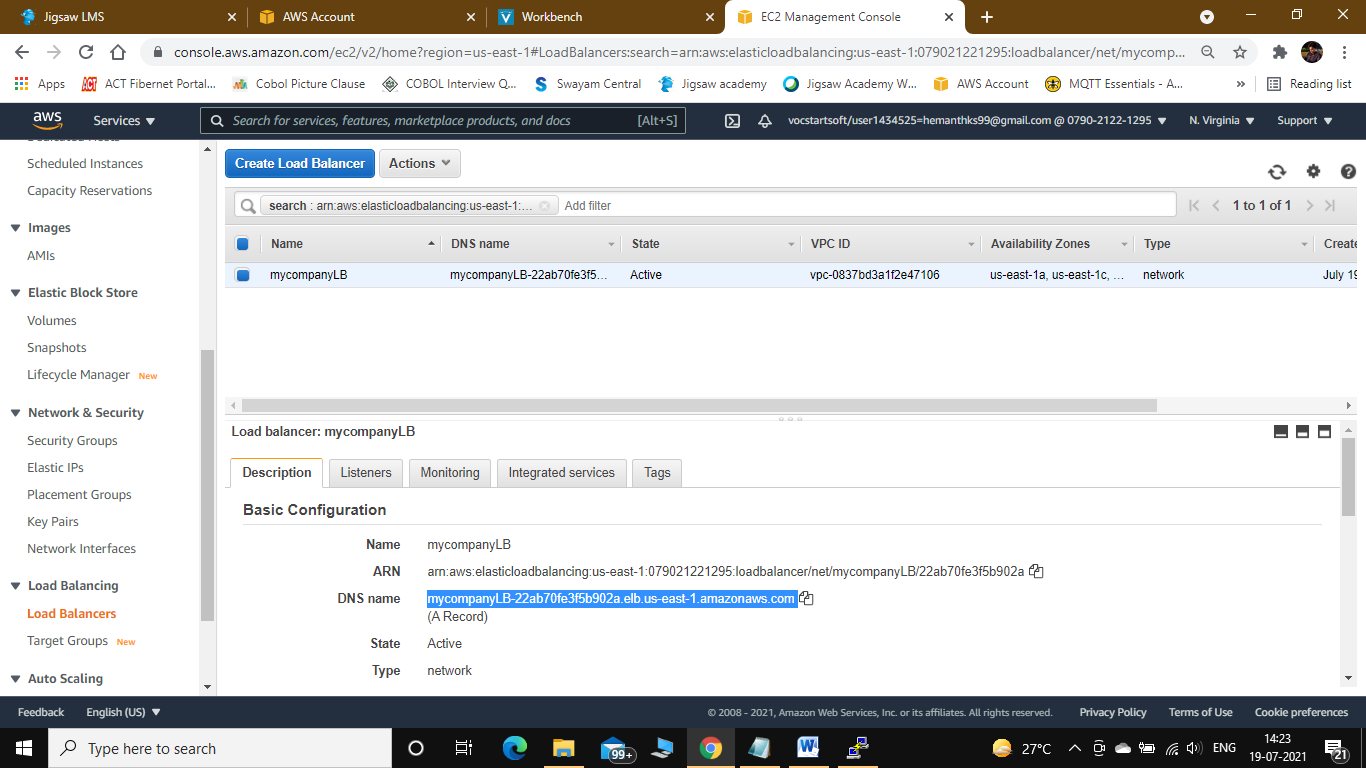 Jigsaw LMS
AWS Account
Workbench
EC2 Management Console
console.aws.amazon.com/ec2/v2/home?region=us-east-1#LoadBalancers:search=arn:aws:elasticloadbalancing:us-east-1:079021221295:loadbalancer/net/mycomp...
Apps
ACT Fibernet Portal...
Cobol Picture Clause
COBOL Interview Q...
Swayam Central
Jigsaw academy
Jigsaw Academy W...
AWS Account
MQTT Essentials - A...
»
Reading list
aws
Services
Search for services, features, marketplace products, and docs
[Alt+S]
vocstartsoft/user1434525=hemanthks99@gmail.com @ 0790-2122-1295
N. Virginia
Support
Scheduled Instances
Capacity Reservations
Images
AMIs
Elastic Block Store
Volumes
Snapshots
Lifecycle Manager New
Network & Security
Security Groups
Elastic IPs
Placement Groups
Key Pairs
Network Interfaces
Load Balancing
Load Balancers
Target Groups New
Auto Scaling
Create Load Balancer
Actions
search : arn:aws:elasticloadbalancing:us-east-1:...
Add filter
1 to 1 of 1
Name DNS name State VPC ID Availability Zones Type Create
mycompanyLB mycompanyLB-22ab70fe3f5... Active vpc-0837bd3a1f2e47106 us-east-1a, us-east-1c, ... network July 19
Load balancer: mycompanyLB
Description Listeners Monitoring Integrated services Tags
Basic Configuration
Name mycompanyLB
ARN arn:aws:elasticloadbalancing:us-east-1:079021221295:loadbalancer/net/mycompanyLB/22ab70fe3f5b902a
DNS name mycompanyLB-22ab70fe3f5b902a.elb.us-east-1.amazonaws.com
(A Record)
State Active
Type network
Feedback
English (US)
© 2008 - 2021, Amazon Web Services, Inc. or its affiliates. All rights reserved.
Privacy Policy
Terms of Use
Cookie preferences
Type here to search
99+
27°C
ENG
14:23
19-07-2021
21